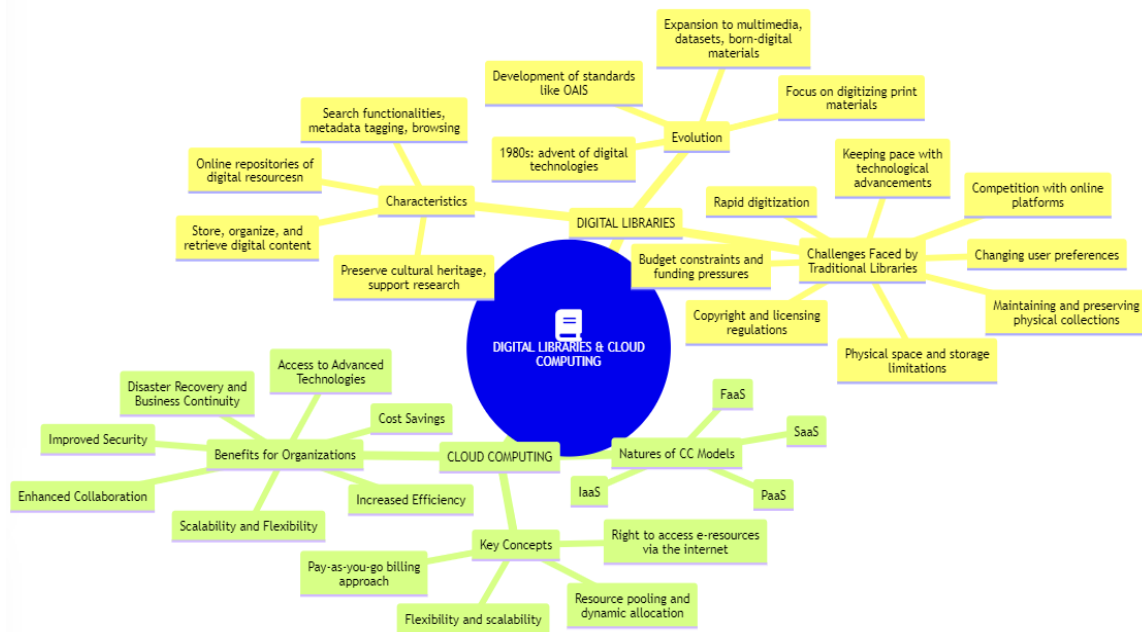 DIGITAL LIBRARIES & CLOUD
COMPUTING
DIGITAL LIBRARIES
Evolution
Expansion to multimedia,
datasets, born-digital
materials
Development of standards
like OAIS
Focus on digitizing print
materials
1980s: advent of digital
technologies
Characteristics
Search functionalities,
metadata tagging, browsing
Online repositories of
digital resourcesn
Store, organize, and
retrieve digital content
Preserve cultural heritage,
support research
Challenges Faced by
Traditional Libraries
Keeping pace with
technological
advancements
Rapid digitization
Competition with online
platforms
Budget constraints and
funding pressures
Changing user preferences
Copyright and licensing
regulations
Maintaining and preserving
physical collections
Physical space and storage
limitations
CLOUD COMPUTING
Benefits for Organizations
Access to Advanced
Technologies
Disaster Recovery and
Business Continuity
Cost Savings
Improved Security
Enhanced Collaboration
Increased Efficiency
Scalability and Flexibility
Natures of CC Models
FaaS
SaaS
IaaS
PaaS
Key Concepts
Right to access e-resources
via the internet
Pay-as-you-go billing
approach
Resource pooling and
dynamic allocation
Flexibility and scalability